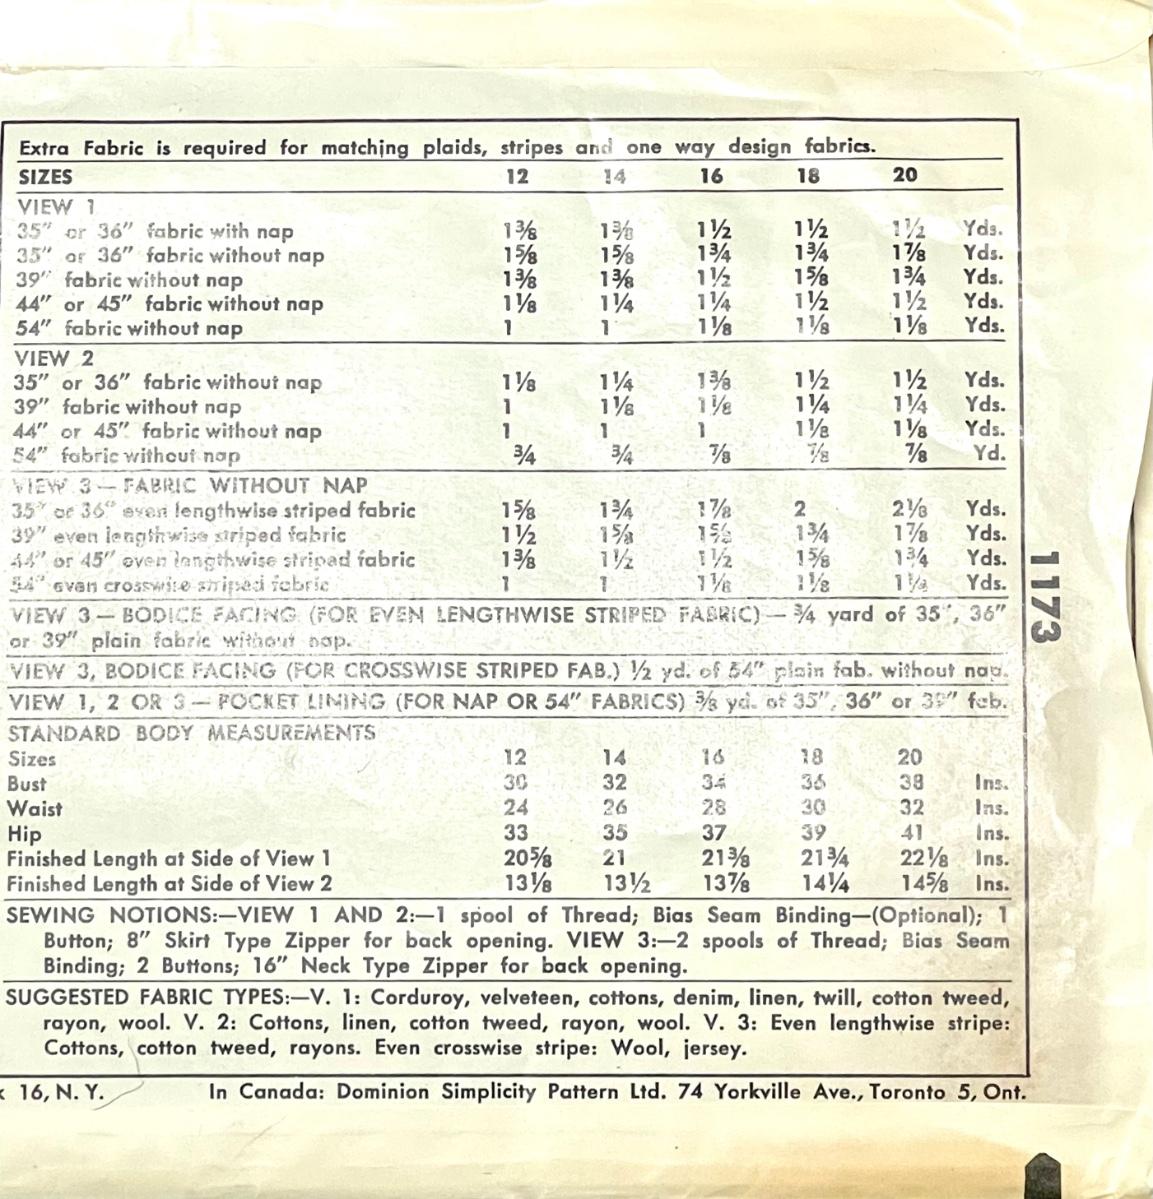 Extra Fabric is required for matching plaids, stripes and one way design fabrics.
SIZES 12 14 16 18 20
VIEW 1
35" or 36" fabric with nap 1⅜ 1⅜ 1½ 1½ 1½ Yds.
35" or 36" fabric without nap 1⅝ 1⅝ 1¾ 1¾ 1⅞ Yds.
39" fabric without nap 1⅜ 1⅜ 1½ 1⅝ 1¾ Yds.
44" or 45" fabric without nap 1⅛ 1¼ 1¼ 1½ 1½ Yds.
54" fabric without nap 1 1 1⅛ 1⅛ 1⅛ Yds.
VIEW 2
35" or 36" fabric without nap 1⅛ 1¼ 1⅜ 1½ 1½ Yds.
39" fabric without nap 1 1⅛ 1⅛ 1¼ 1¼ Yds.
44" or 45" fabric without nap 1 1 1 1⅛ 1⅛ Yds.
54" fabric without nap ¾ ¾ ⅞ ⅞ ⅞ Yd.
VIEW 3 — FABRIC WITHOUT NAP
35" or 36" even lengthwise striped fabric 1⅝ 1¾ 1⅞ 2 2⅛ Yds.
39" even lengthwise striped fabric 1½ 1⅝ 1⅝ 1¾ 1⅞ Yds.
44" or 45" even lengthwise striped fabric 1⅜ 1½ 1½ 1⅝ 1¾ Yds.
54" even crosswise striped fabric 1 1 1⅛ 1⅛ 1⅛ Yds.
VIEW 3 — BODICE FACING (FOR EVEN LENGTHWISE STRIPED FABRIC) — ¾ yard of 35", 36"
or 39" plain fabric without nap.
VIEW 3, BODICE FACING (FOR CROSSWISE STRIPED FAB.) ½ yd. of 54" plain fab. without nap.
VIEW 1, 2 OR 3 — POCKET LINING (FOR NAP OR 54" FABRICS) ⅜ yd. of 35", 36" or 39" fab.
STANDARD BODY MEASUREMENTS
Sizes 12 14 16 18 20
Bust 30 32 34 36 38 Ins.
Waist 24 26 28 30 32 Ins.
Hip 33 35 37 39 41 Ins.
Finished Length at Side of View 1 20⅝ 21 21⅜ 21¾ 22⅛ Ins.
Finished Length at Side of View 2 13⅛ 13½ 13⅞ 14¼ 14⅝ Ins.
SEWING NOTIONS:—VIEW 1 AND 2:—1 spool of Thread; Bias Seam Binding—(Optional); 1
Button; 8" Skirt Type Zipper for back opening. VIEW 3:—2 spools of Thread; Bias Seam
Binding; 2 Buttons; 16" Neck Type Zipper for back opening.
SUGGESTED FABRIC TYPES:—V. 1: Corduroy, velveteen, cottons, denim, linen, twill, cotton tweed,
rayon, wool. V. 2: Cottons, linen, cotton tweed, rayon, wool. V. 3: Even lengthwise stripe:
Cottons, cotton tweed, rayons. Even crosswise stripe: Wool, jersey.
16, N. Y. In Canada: Dominion Simplicity Pattern Ltd. 74 Yorkville Ave., Toronto 5, Ont.
1173